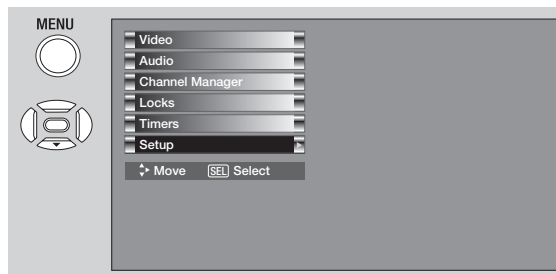 MENU
Video
Audio
Channel Manager
Locks
Timers
Setup
Move SEL Select